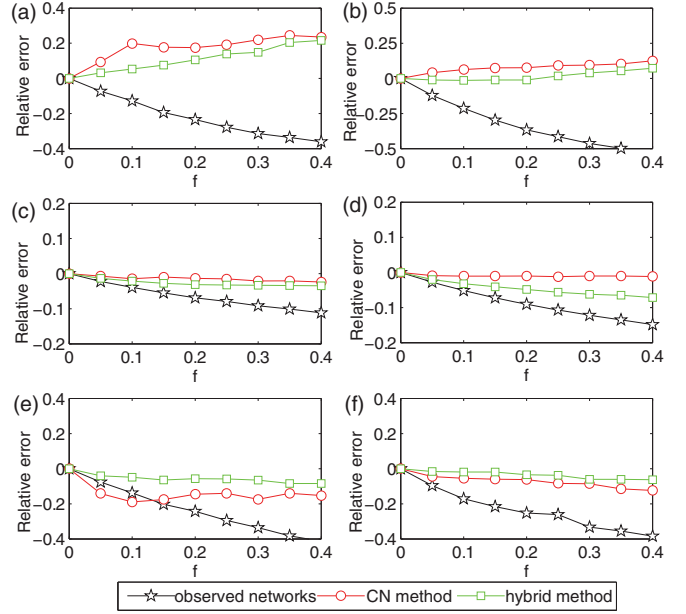 (a)
0.4
0.2
0
−0.2
−0.4
Relative error
0 0.1 0.2 0.3 0.4
f
(b)
0.5
0.25
0
−0.25
−0.5
Relative error
0 0.1 0.2 0.3 0.4
f
(c)
0.2
0.1
0
−0.1
−0.2
Relative error
0 0.1 0.2 0.3 0.4
f
(d)
0.2
0.1
0
−0.1
−0.2
Relative error
0 0.1 0.2 0.3 0.4
f
(e)
0.4
0.2
0
−0.2
−0.4
Relative error
0 0.1 0.2 0.3 0.4
f
(f)
0.4
0.2
0
−0.2
−0.4
Relative error
0 0.1 0.2 0.3 0.4
f
observed networks CN method hybrid method